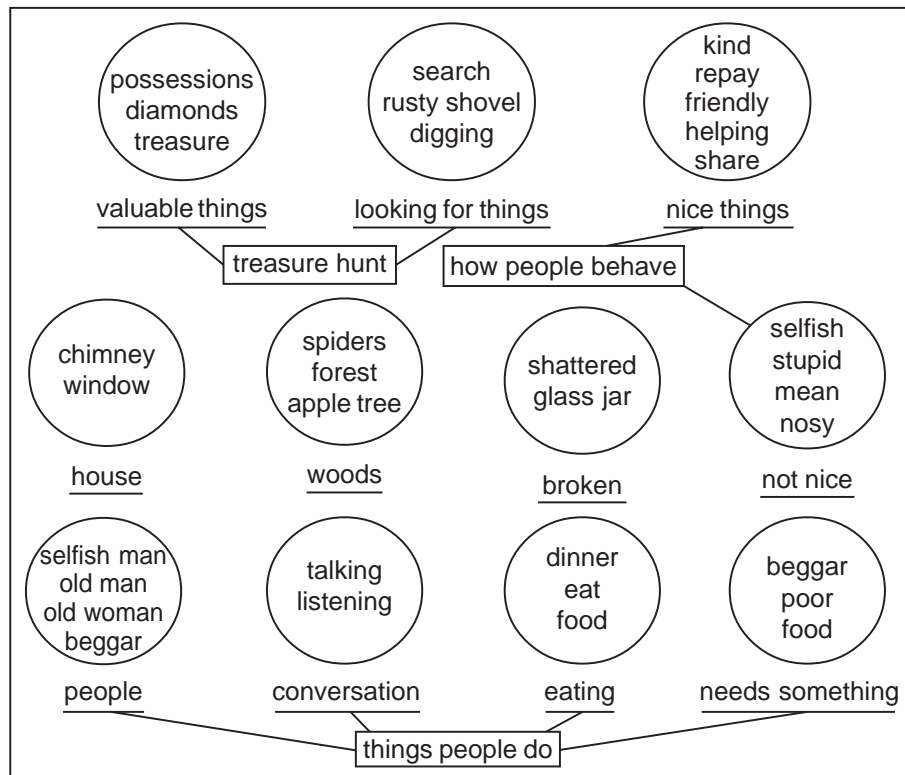 possessions
diamonds
treasure
search
rusty shovel
digging
kind
repay
friendly
helping
share
valuable things
looking for things
nice things
treasure hunt
how people behave
chimney
window
spiders
forest
apple tree
shattered
glass jar
selfish
stupid
mean
nosy
house
woods
broken
not nice
selfish man
old man
old woman
beggar
talking
listening
dinner
eat
food
beggar
poor
food
people
conversation
eating
needs something
things people do